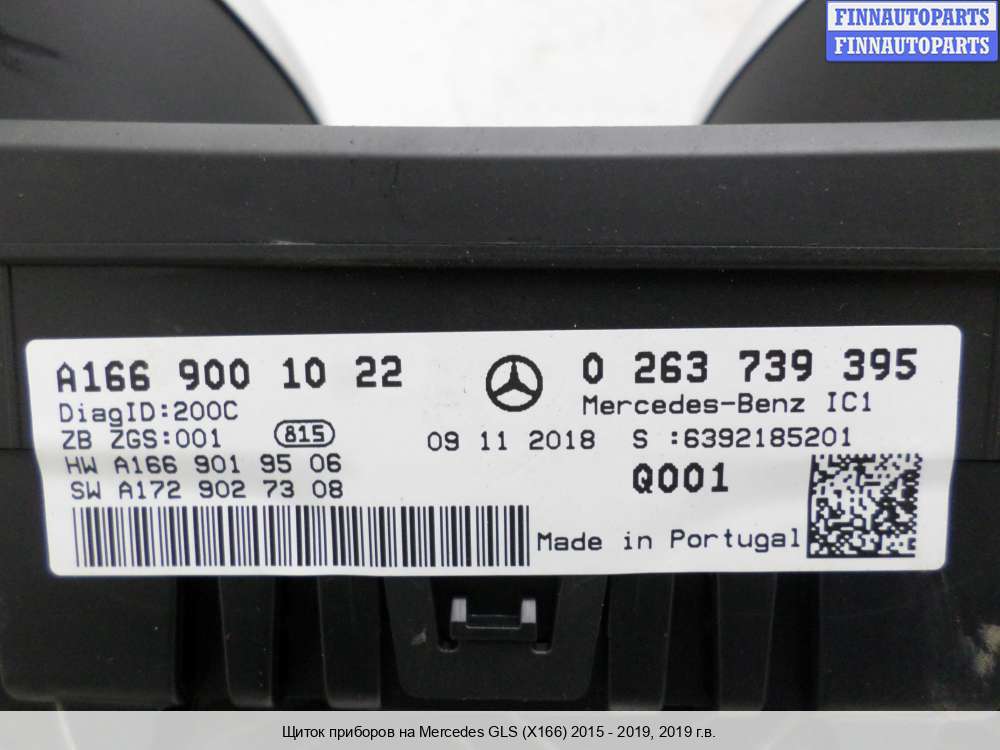 FINNAUTOPARTS
FINNAUTOPARTS
A166 900 10 22
0 263 739 395
DiagID:200C
Mercedes-Benz IC1
ZB ZGS:001
815
09 11 2018
S :6392185201
HW A166 901 95 06
Q001
SW A172 902 73 08
Made in Portugal
Щиток приборов на Mercedes GLS (X166) 2015 - 2019, 2019 г.в.